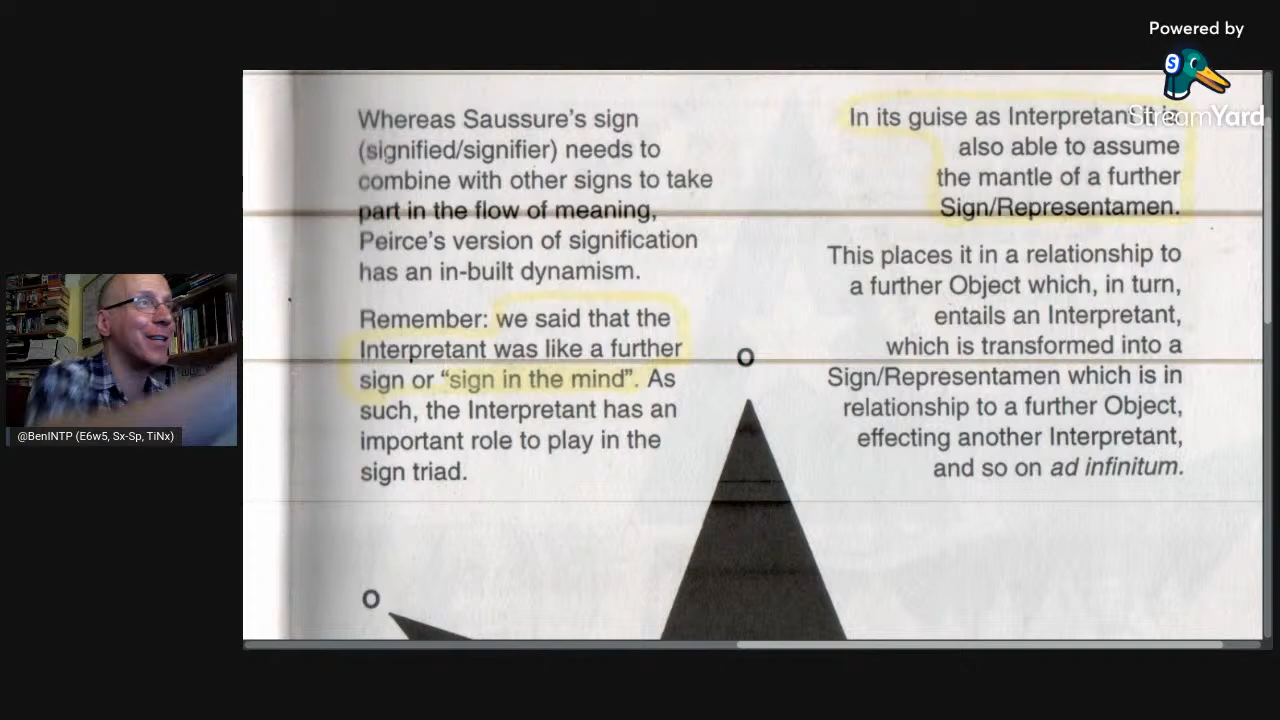 Powered by
S
StreamYard
Whereas Saussure's sign
(signified/signifier) needs to
combine with other signs to take
part in the flow of meaning,
Peirce's version of signification
has an in-built dynamism.
Remember: we said that the
Interpretant was like a further
sign or “sign in the mind”. As
such, the Interpretant has an
important role to play in the
sign triad.
In its guise as Interpretant it is
also able to assume
the mantle of a further
Sign/Representamen.
This places it in a relationship to
a further Object which, in turn,
entails an Interpretant,
which is transformed into a
Sign/Representamen which is in
relationship to a further Object,
effecting another Interpretant,
and so on ad infinitum.
O
O
@BenINTP (E6w5, Sx-Sp, TiNx)